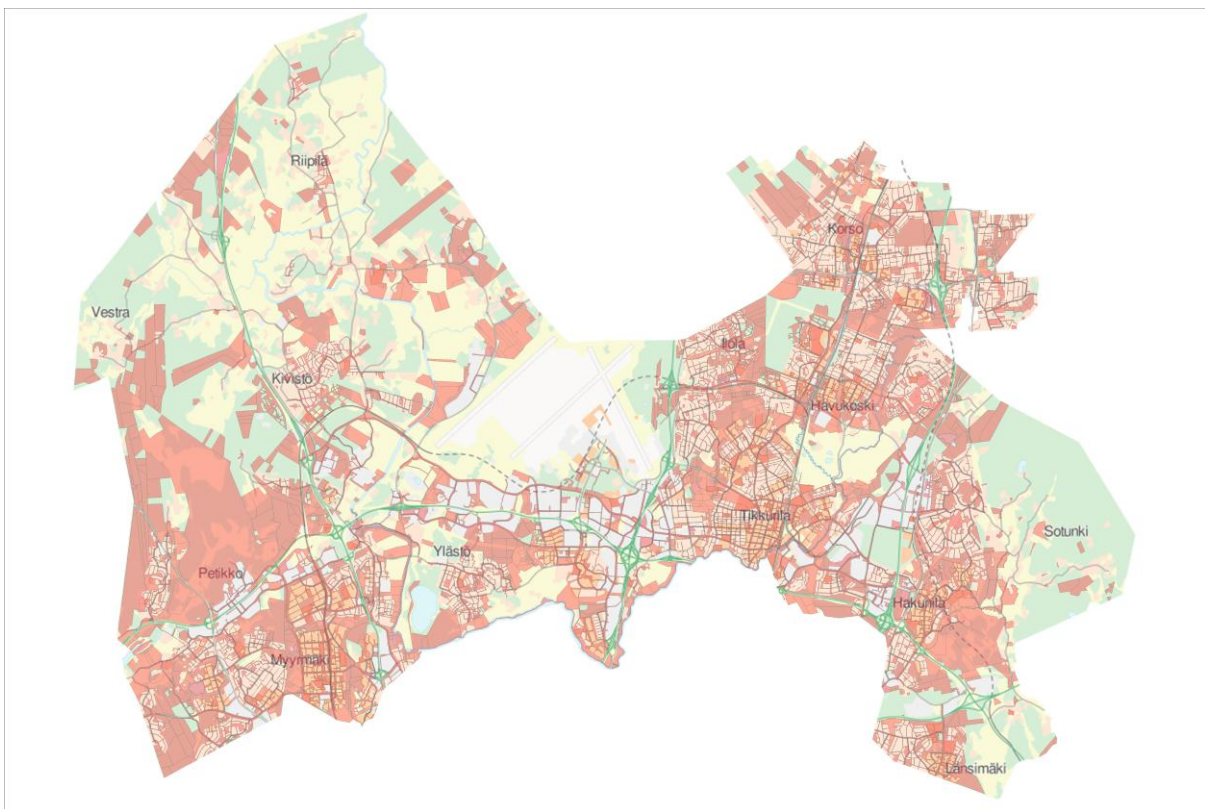 Riipilä
Korso
Vestra
Ilola
Kivistö
Havukoski
Tikkurila
Sotunki
Ylästö
Petikko
Hakunila
Myyrmäki
Länsimäki